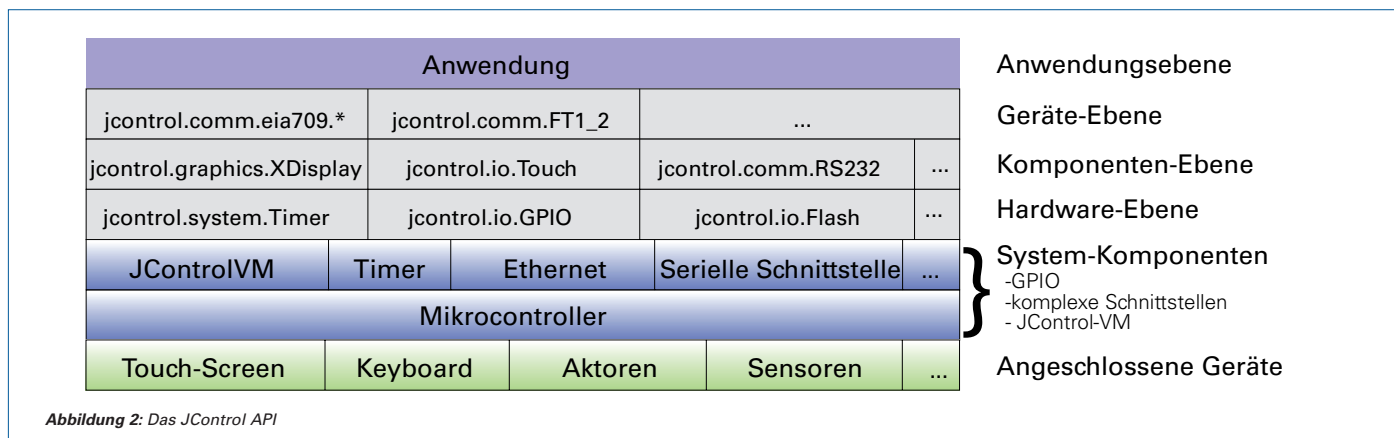 Anwendung Anwendungsebene
jcontrol.comm.eia709.* jcontrol.comm.FT1_2 ... Geräte-Ebene
jcontrol.graphics.XDisplay jcontrol.io.Touch jcontrol.comm.RS232 ... Komponenten-Ebene
jcontrol.system.Timer jcontrol.io.GPIO jcontrol.io.Flash ... Hardware-Ebene
JControlVM Timer Ethernet Serielle Schnittstelle ... } System-Komponenten
-GPIO
-komplexe Schnittstellen
- JControl-VM
Mikrocontroller
Touch-Screen Keyboard Aktoren Sensoren ... Angeschlossene Geräte
Abbildung 2: Das JControl API